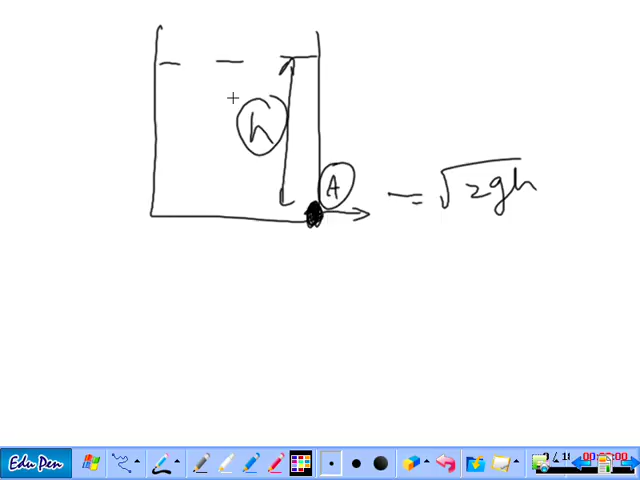 h
A
= √2gh
Edu Pen